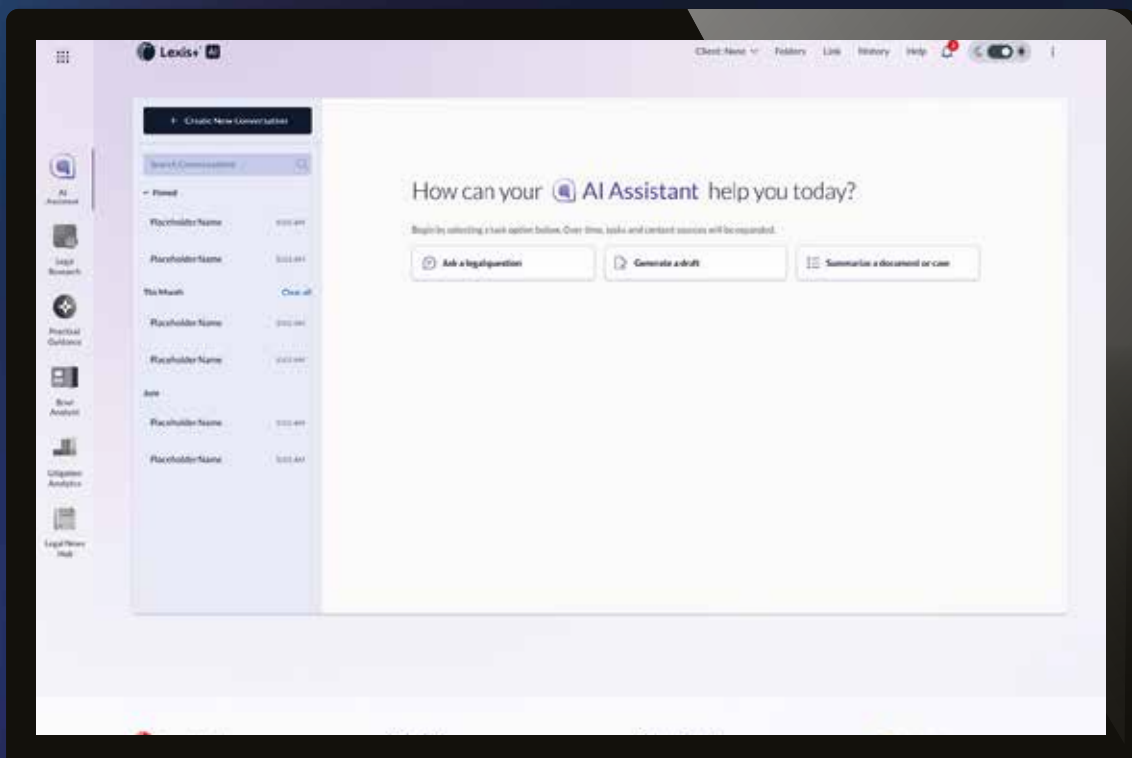 Lexis+ AI
Client: None Folders Link History Help
+ Create New Conversation
Search Conversations
Pinned
Placeholder Name
Placeholder Name
This Month Clear all
Placeholder Name
Placeholder Name
Placeholder Name
Placeholder Name
AI
Assistant
Legal
Research
Practical
Guidance
Brief
Analysis
Litigation
Analytics
Legal News
Hub
How can your AI Assistant help you today?
Begin by selecting a task option below. Over time, tasks and content sources will be expanded.
Ask a legal question
Generate a draft
Summarize a document or case